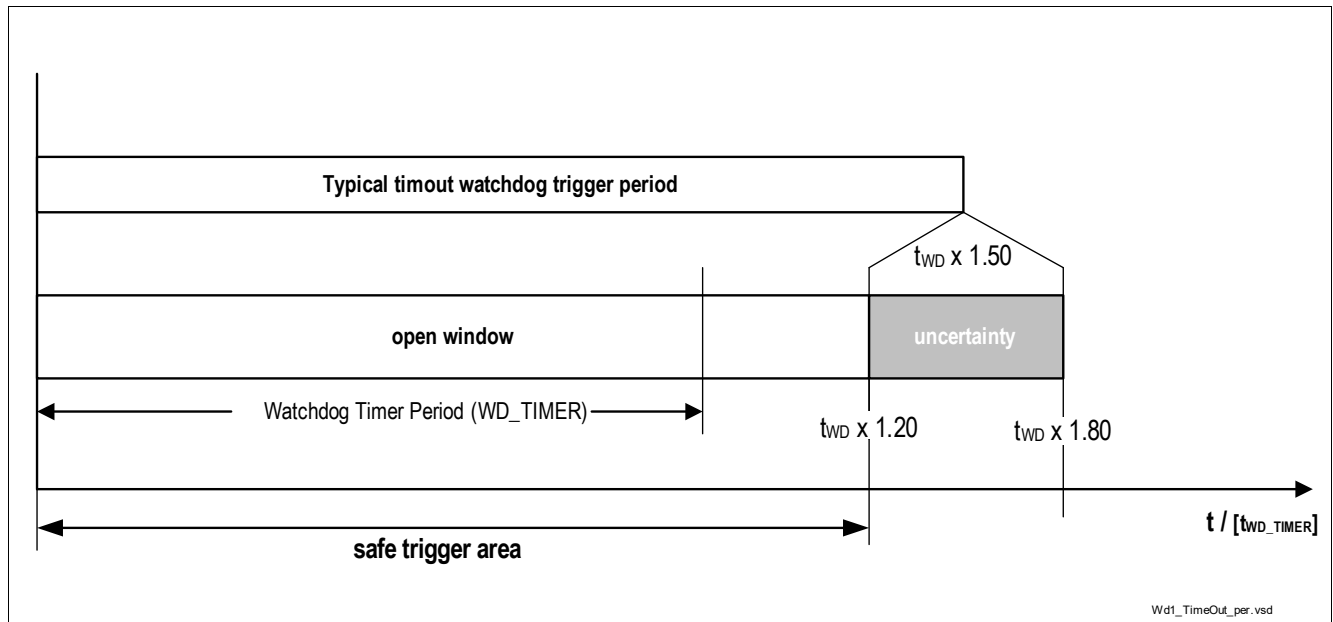 Typical timout watchdog trigger period
tWD x 1.50
open window
uncertainty
Watchdog Timer Period (WD_TIMER)
tWD x 1.20
tWD x 1.80
t / [tWD_TIMER]
safe trigger area
Wd1_TimeOut_per.vsd